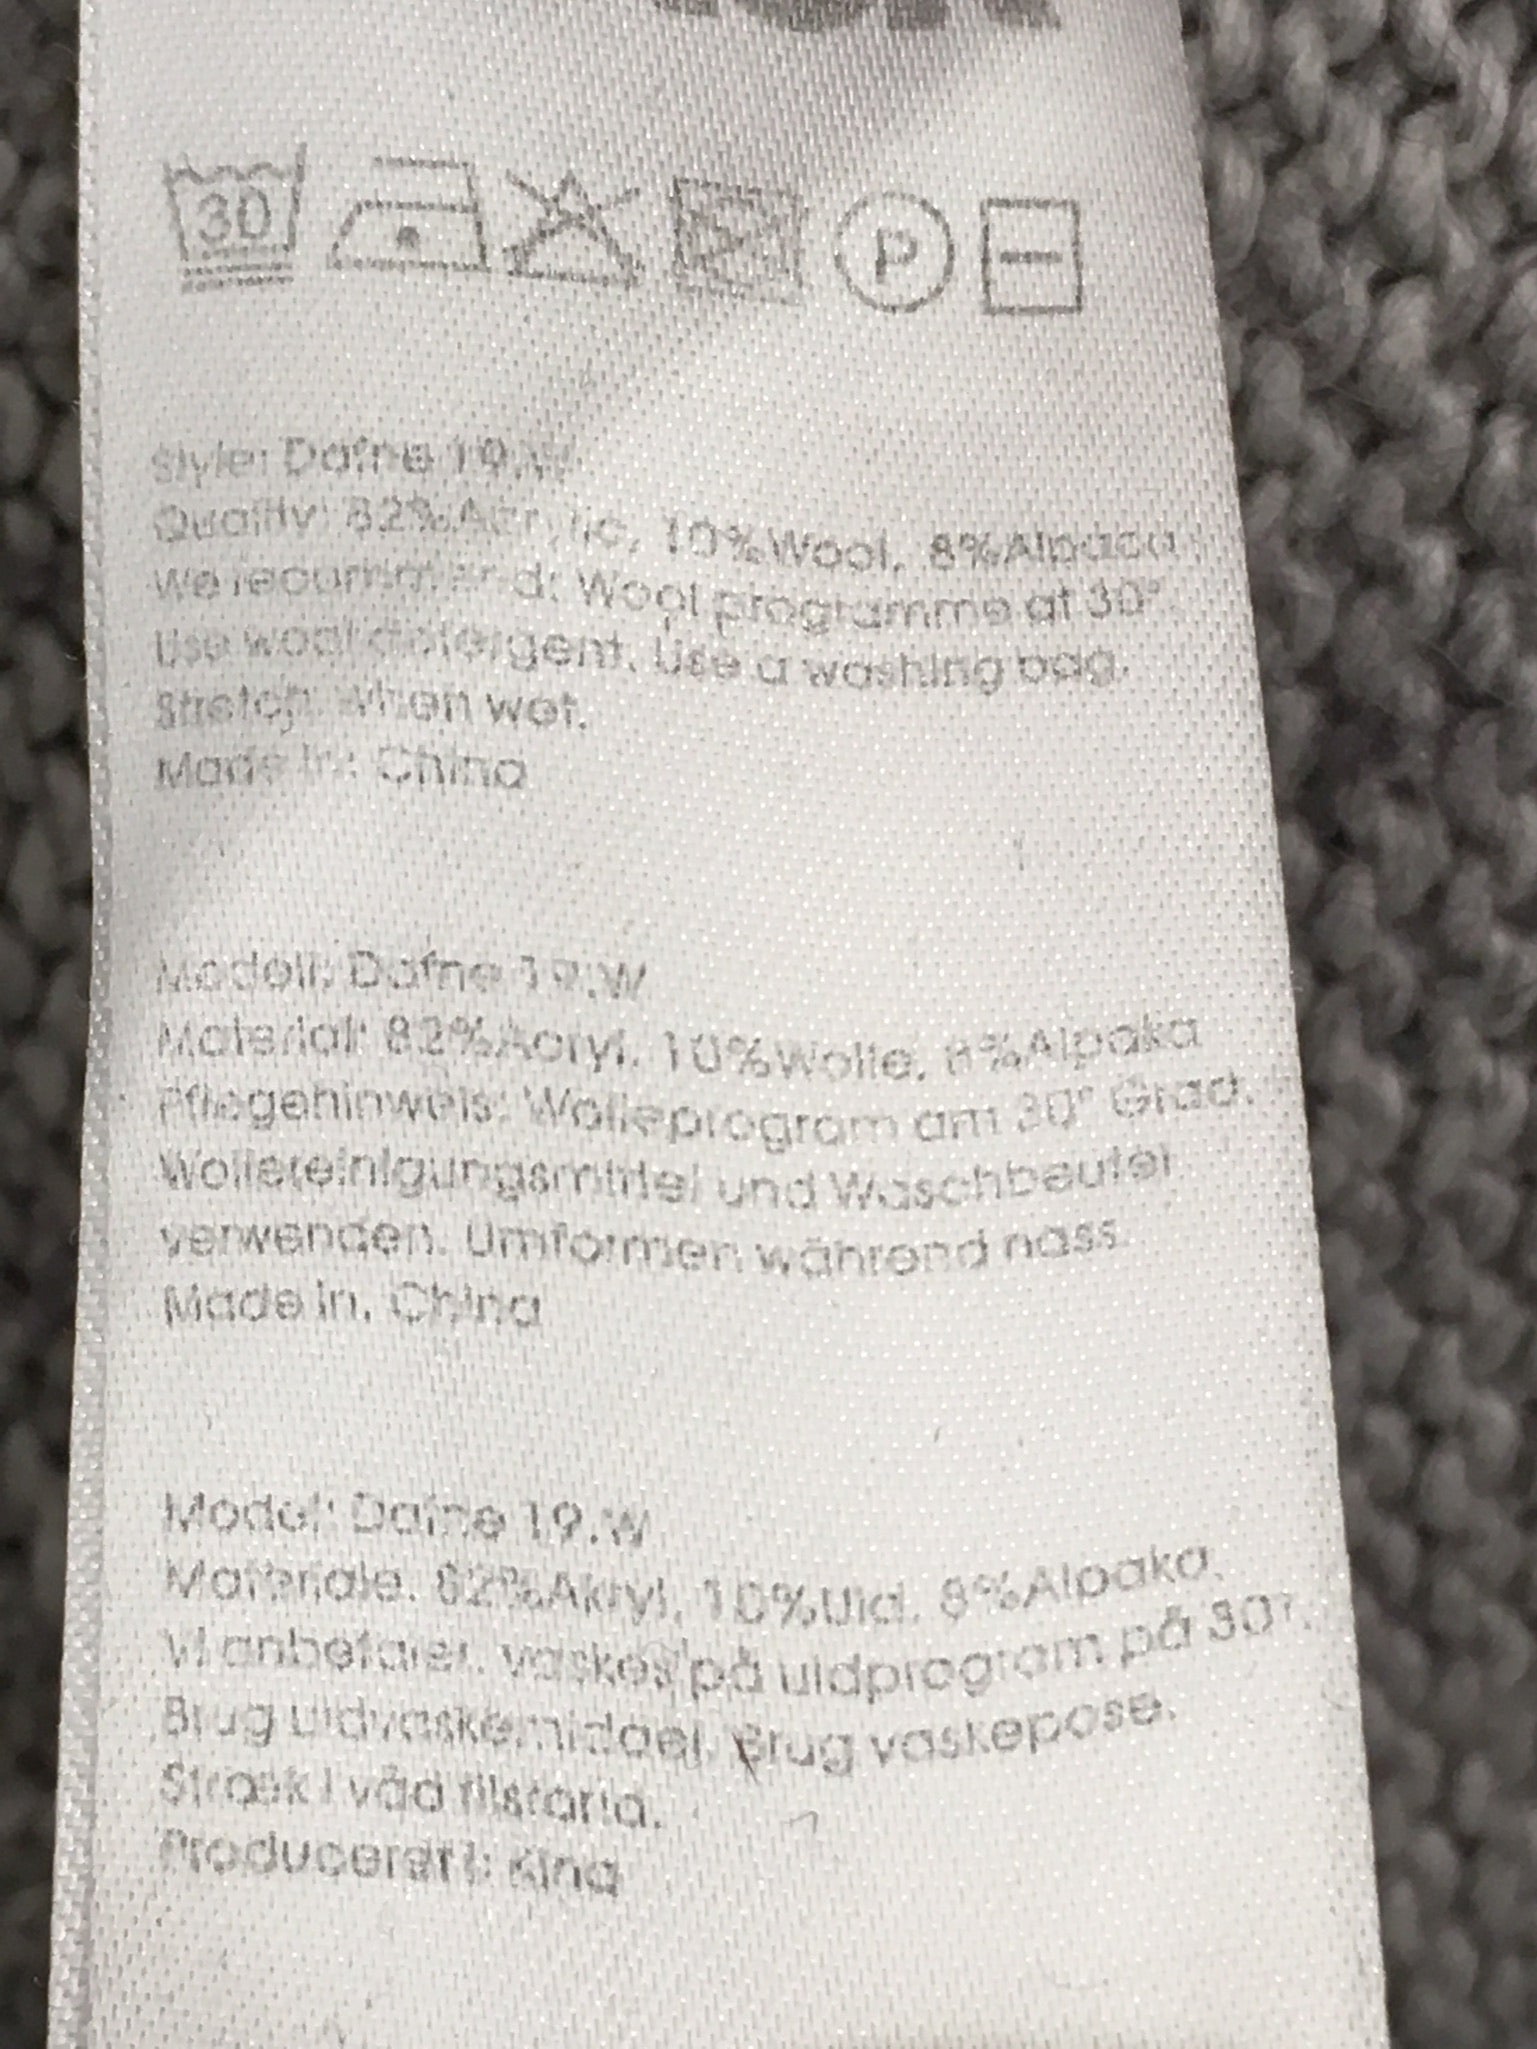 30
P
Style: Dafne 19.W
Quality: 82%Acrylic, 10%Wool, 8%Alpaca
We recommend: Wool programme at 30°.
Use wool detergent. Use a washing bag.
Stretch when wet.
Made in: China
Modell: Dafne 19.W
Material: 82%Acryl, 10%Wolle, 8%Alpaka
Pflegehinweis: Wolleprogram am 30° Grad.
Wollereinigungsmittel und Waschbeutel
verwenden. Umformen während nass.
Made in: China
Model: Dafne 19.W
Materiale: 82%Akryl, 10%Uld, 8%Alpaka.
Vi anbefaler: vaskes på uldprogram på 30°.
Brug uldvaskemiddel. Brug vaskepose.
Stræk i våd tilstand.
Produceret i: Kina